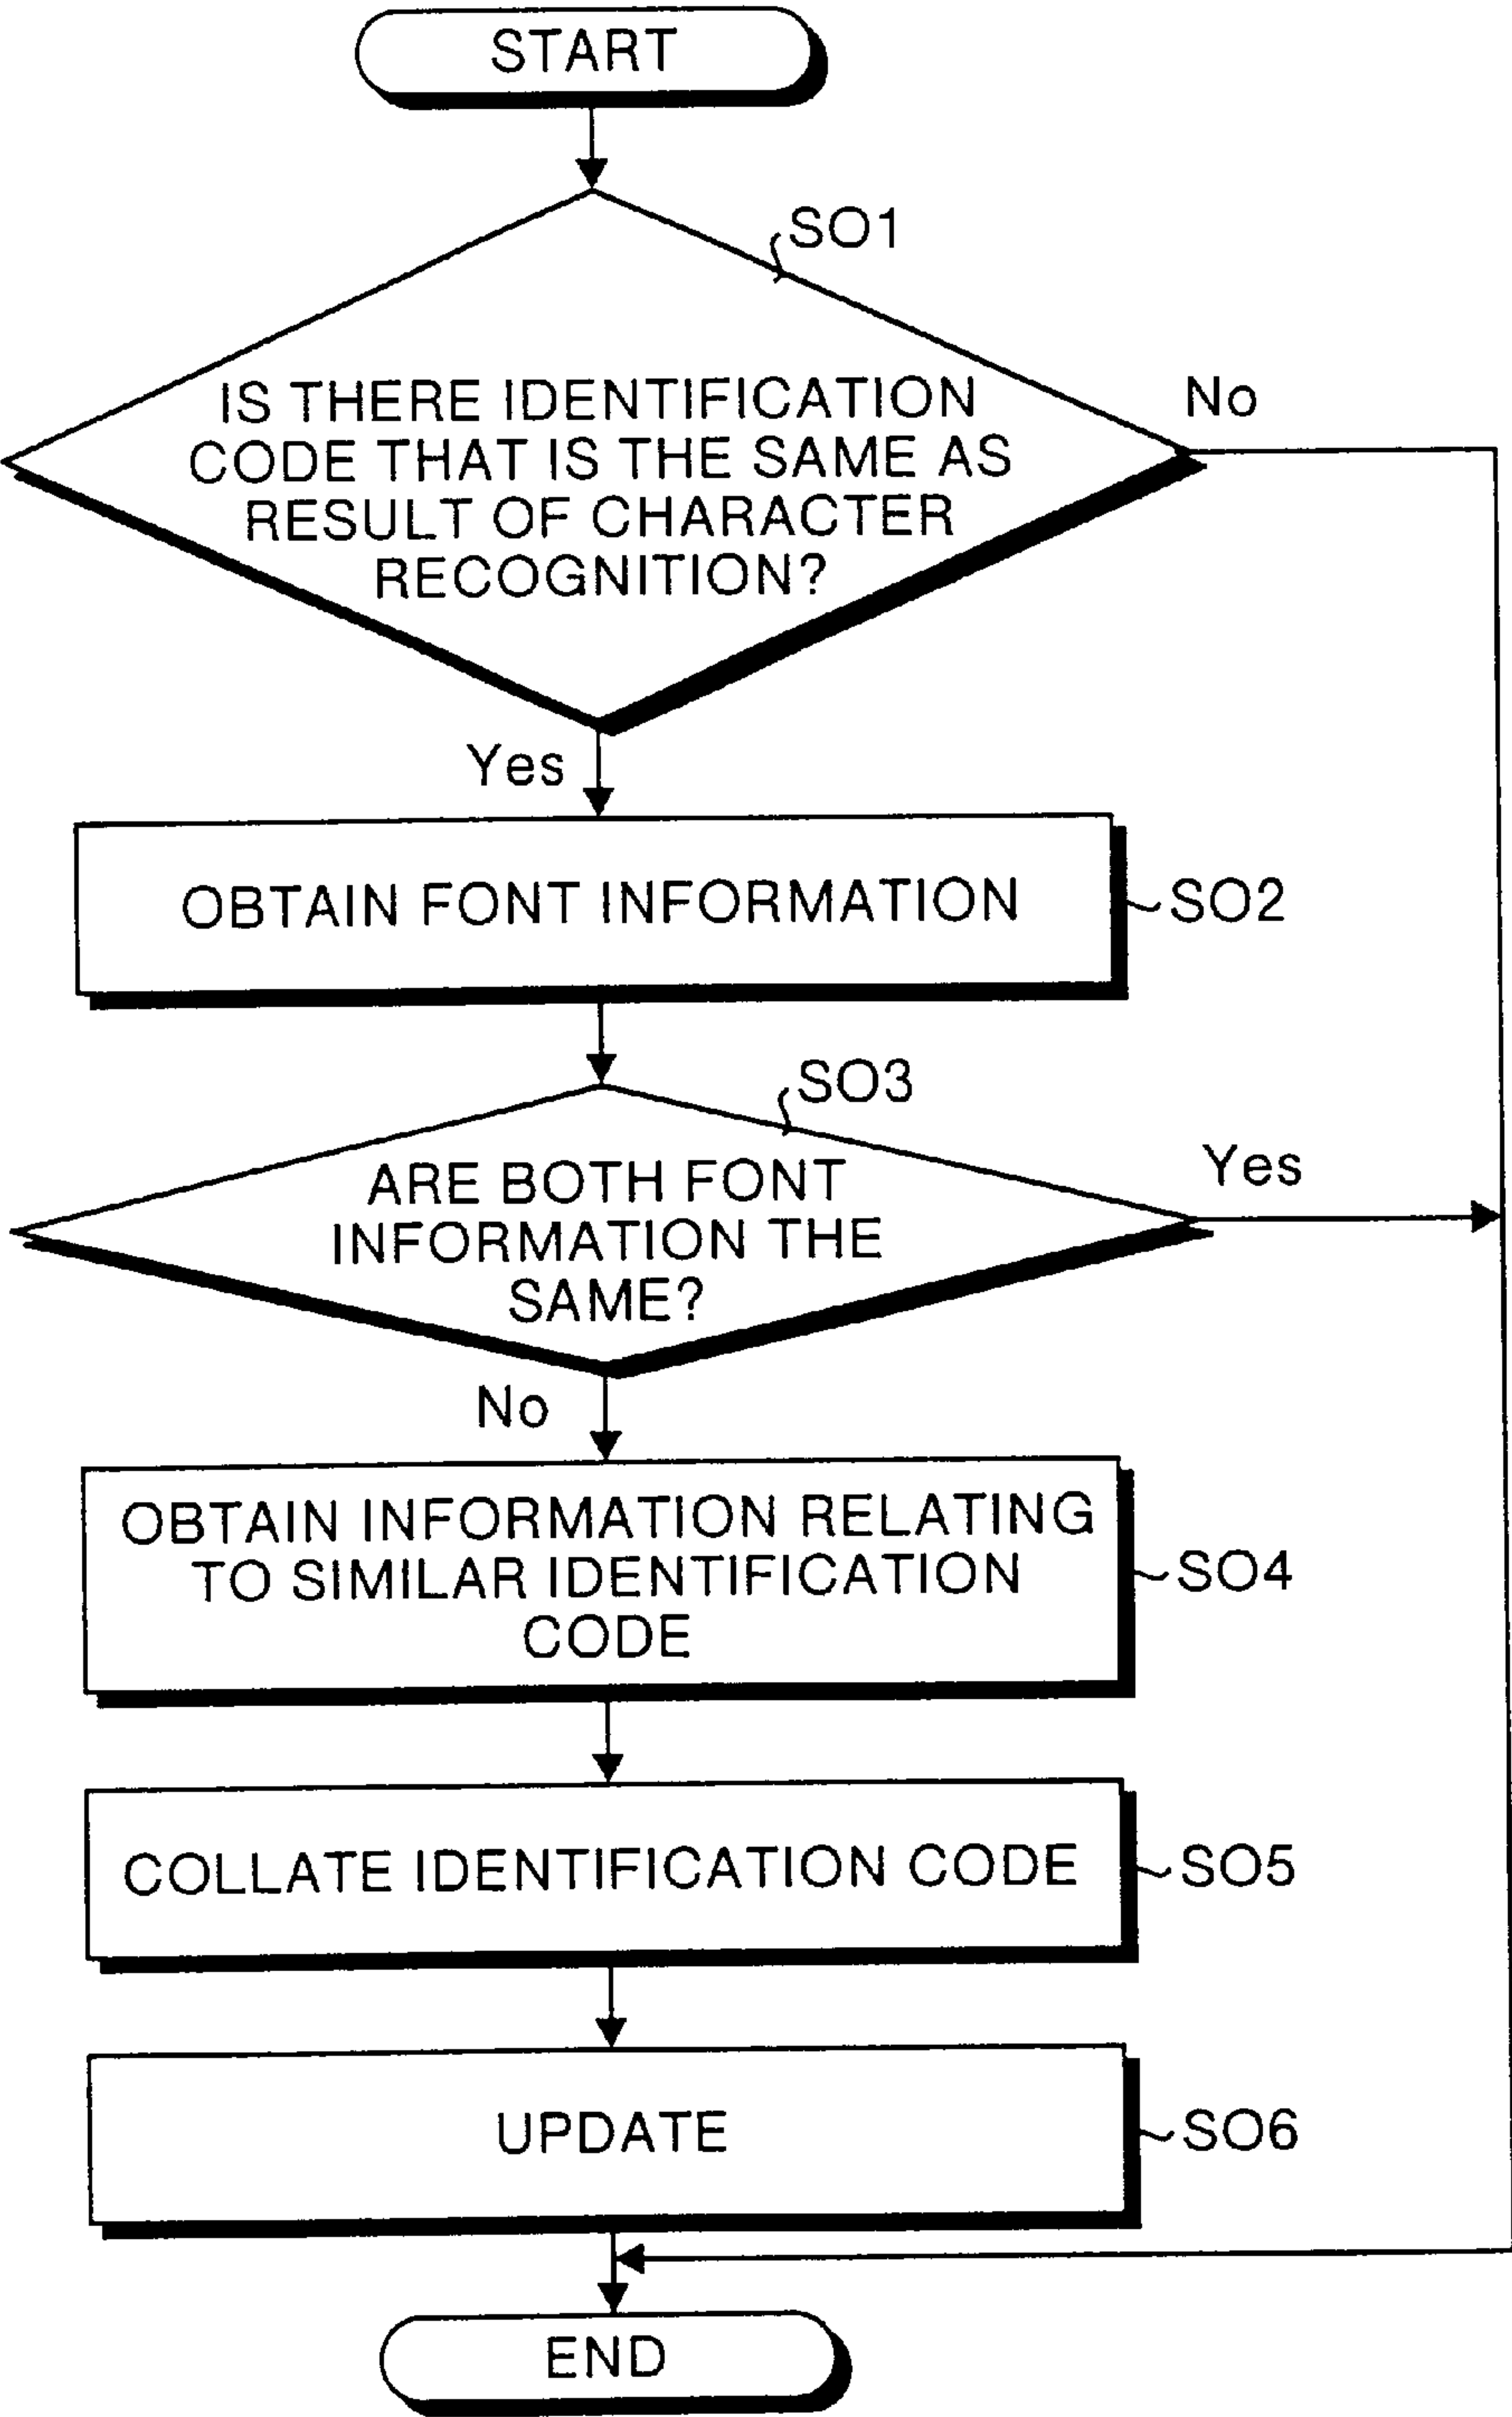 START
SO1
IS THERE IDENTIFICATION
CODE THAT IS THE SAME AS
RESULT OF CHARACTER
RECOGNITION?
No
Yes
OBTAIN FONT INFORMATION
SO2
SO3
ARE BOTH FONT
INFORMATION THE
SAME?
Yes
No
OBTAIN INFORMATION RELATING
TO SIMILAR IDENTIFICATION
CODE
SO4
COLLATE IDENTIFICATION CODE
SO5
UPDATE
SO6
END